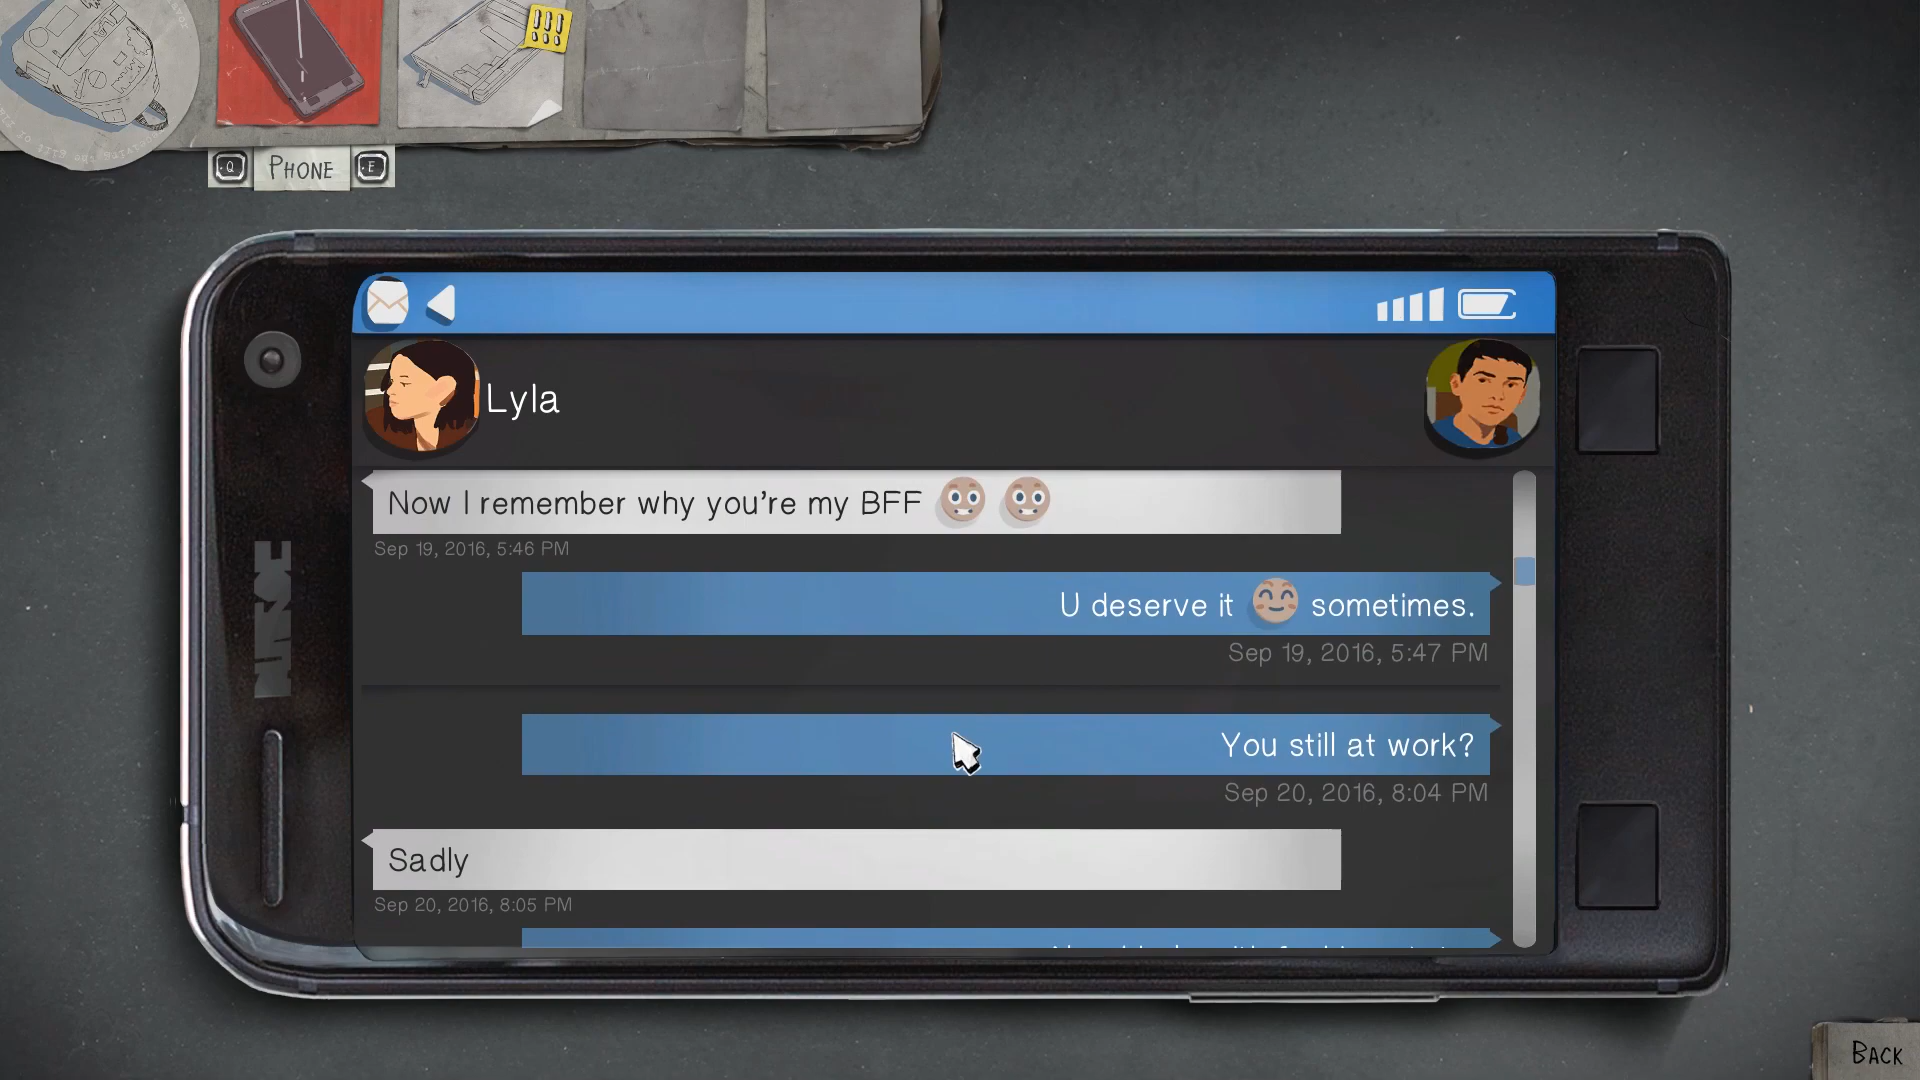 Q PHONE E
Lyla
Now I remember why you're my BFF
Sep 19, 2016, 5:46 PM
U deserve it sometimes.
Sep 19, 2016, 5:47 PM
You still at work?
Sep 20, 2016, 8:04 PM
Sadly
Sep 20, 2016, 8:05 PM
BACK